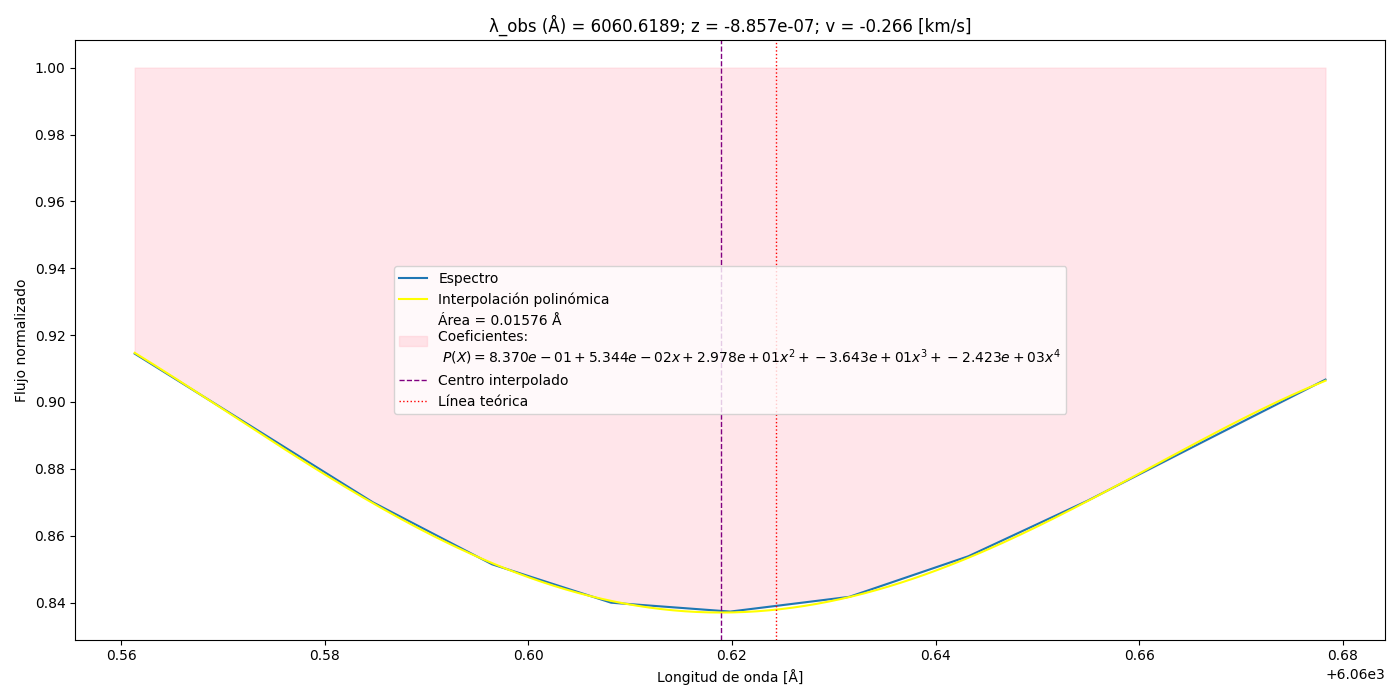 λ_obs (Å) = 6060.6189; z = -8.857e-07; v = -0.266 [km/s]
1.00
0.98
0.96
0.94
0.92
0.90
0.88
0.86
0.84
Flujo normalizado
Espectro
Interpolación polinómica
Área = 0.01576 Å
Coeficientes:
P(X) = 8.370e − 01 + 5.344e − 02x + 2.978e + 01x² + −3.643e + 01x³ + −2.423e + 03x⁴
Centro interpolado
Línea teórica
0.56 0.58 0.60 0.62 0.64 0.66 0.68
+6.06e3
Longitud de onda [Å]